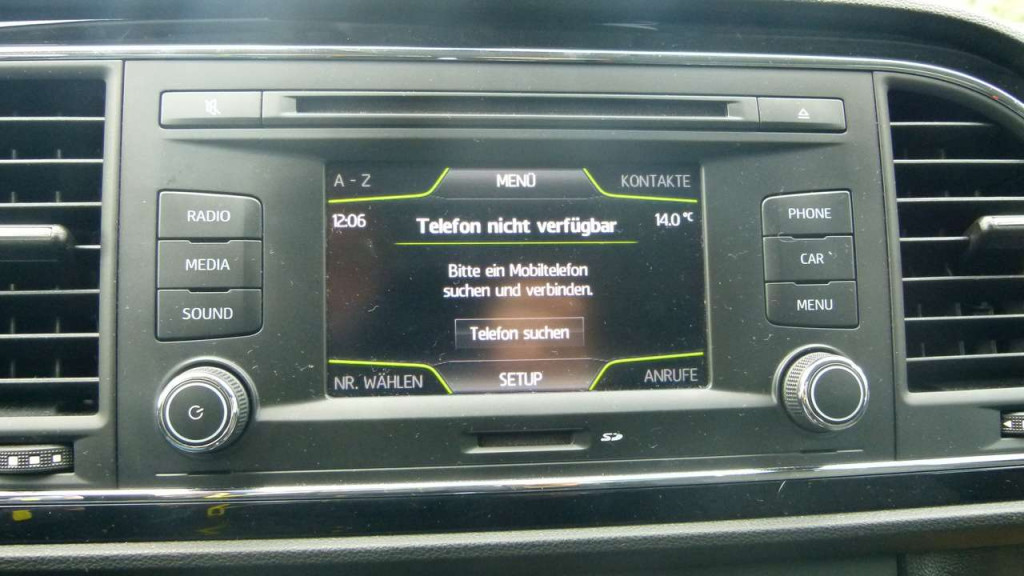 A - Z MENÜ KONTAKTE
12:06 Telefon nicht verfügbar 14.0 °C
Bitte ein Mobiltelefon
suchen und verbinden.
Telefon suchen
NR. WÄHLEN SETUP ANRUFE
RADIO
MEDIA
SOUND
PHONE
CAR
MENU
SD